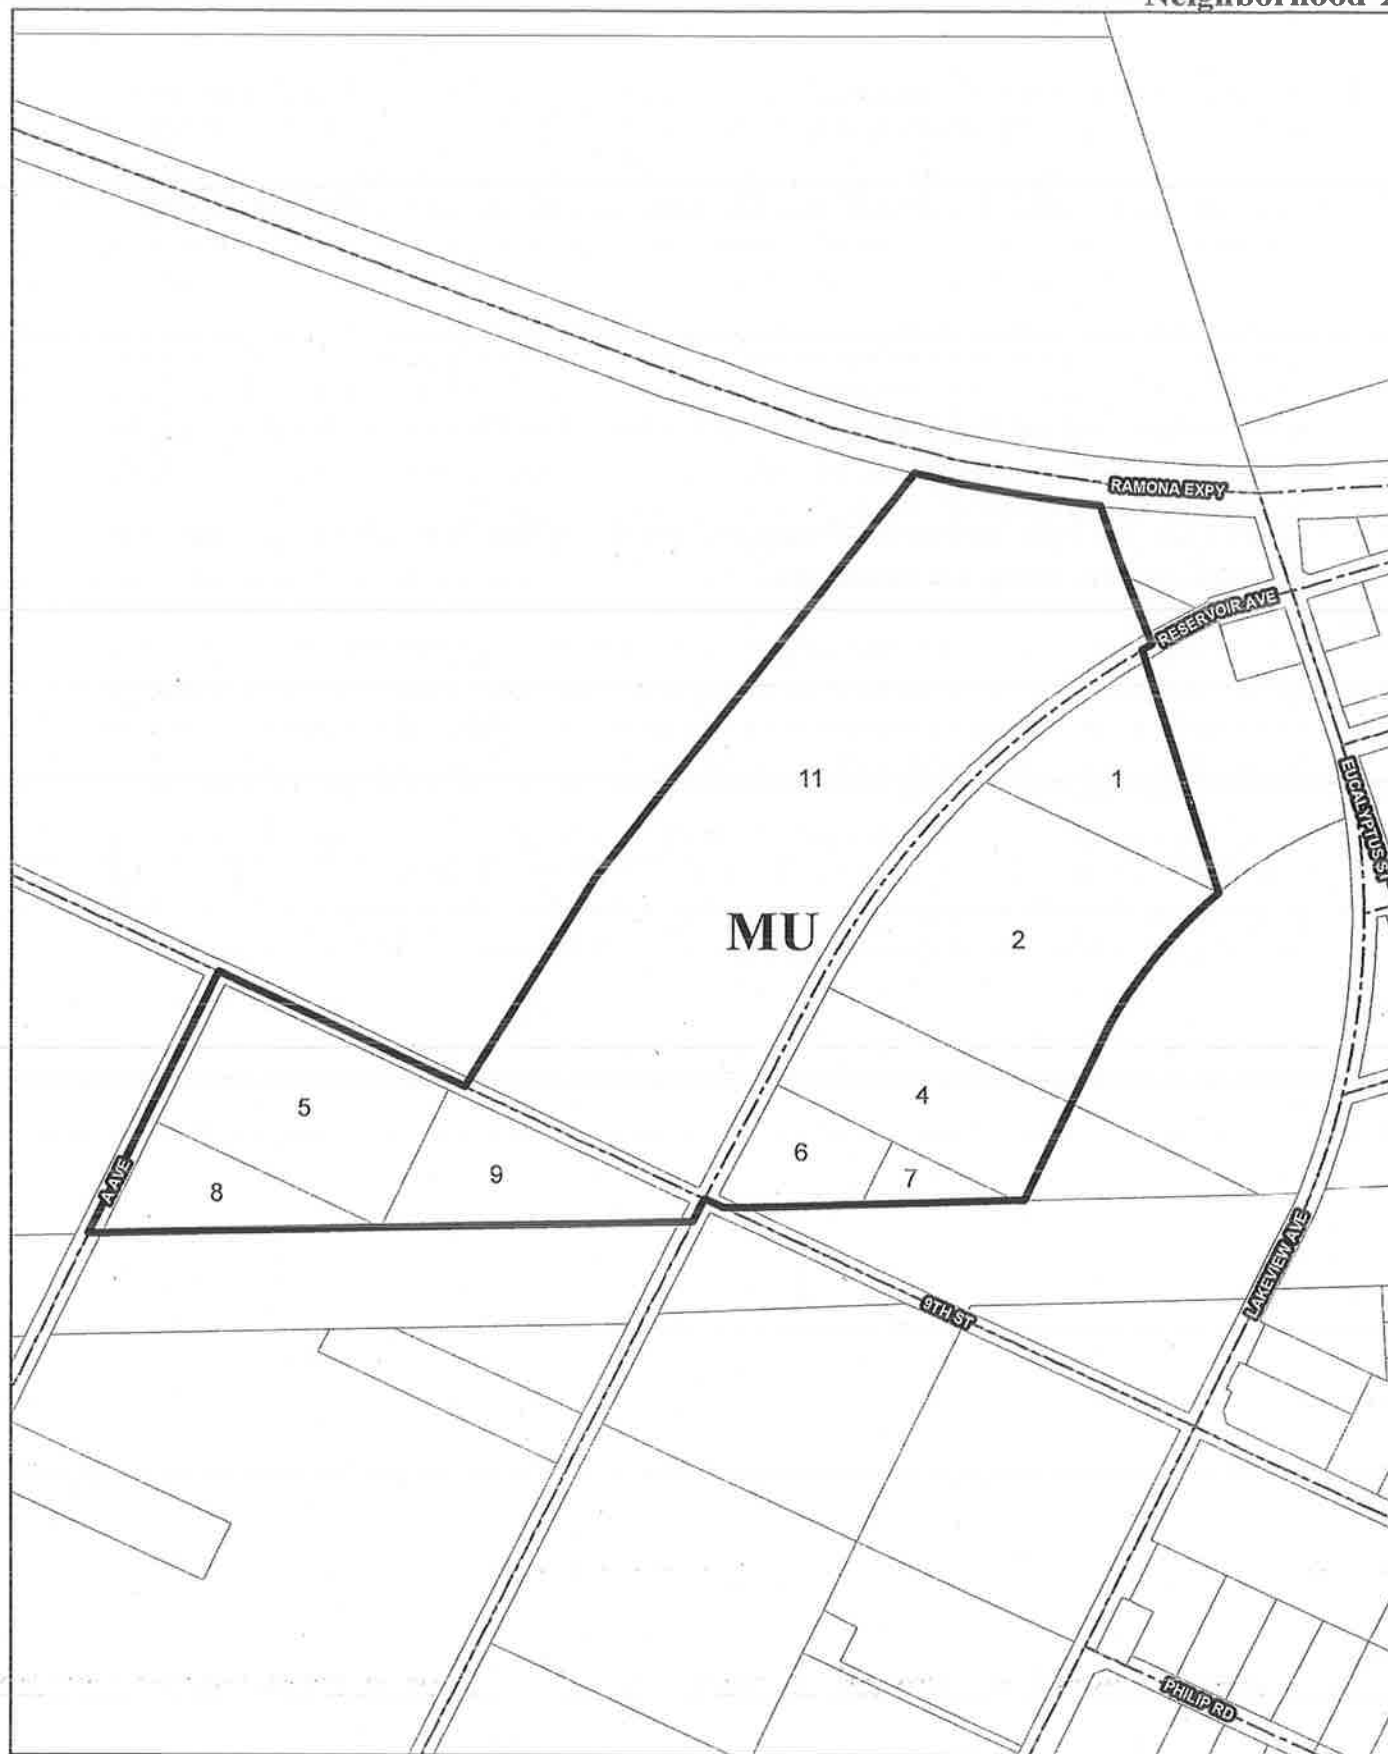 Neighborhood
RAMONA EXPY
RESERVOIR AVE
11
1
EUCALYPTUS ST
MU
2
5
4
6
9
7
A AVE
8
LAKEVIEW AVE
9TH ST
PHILIP RD